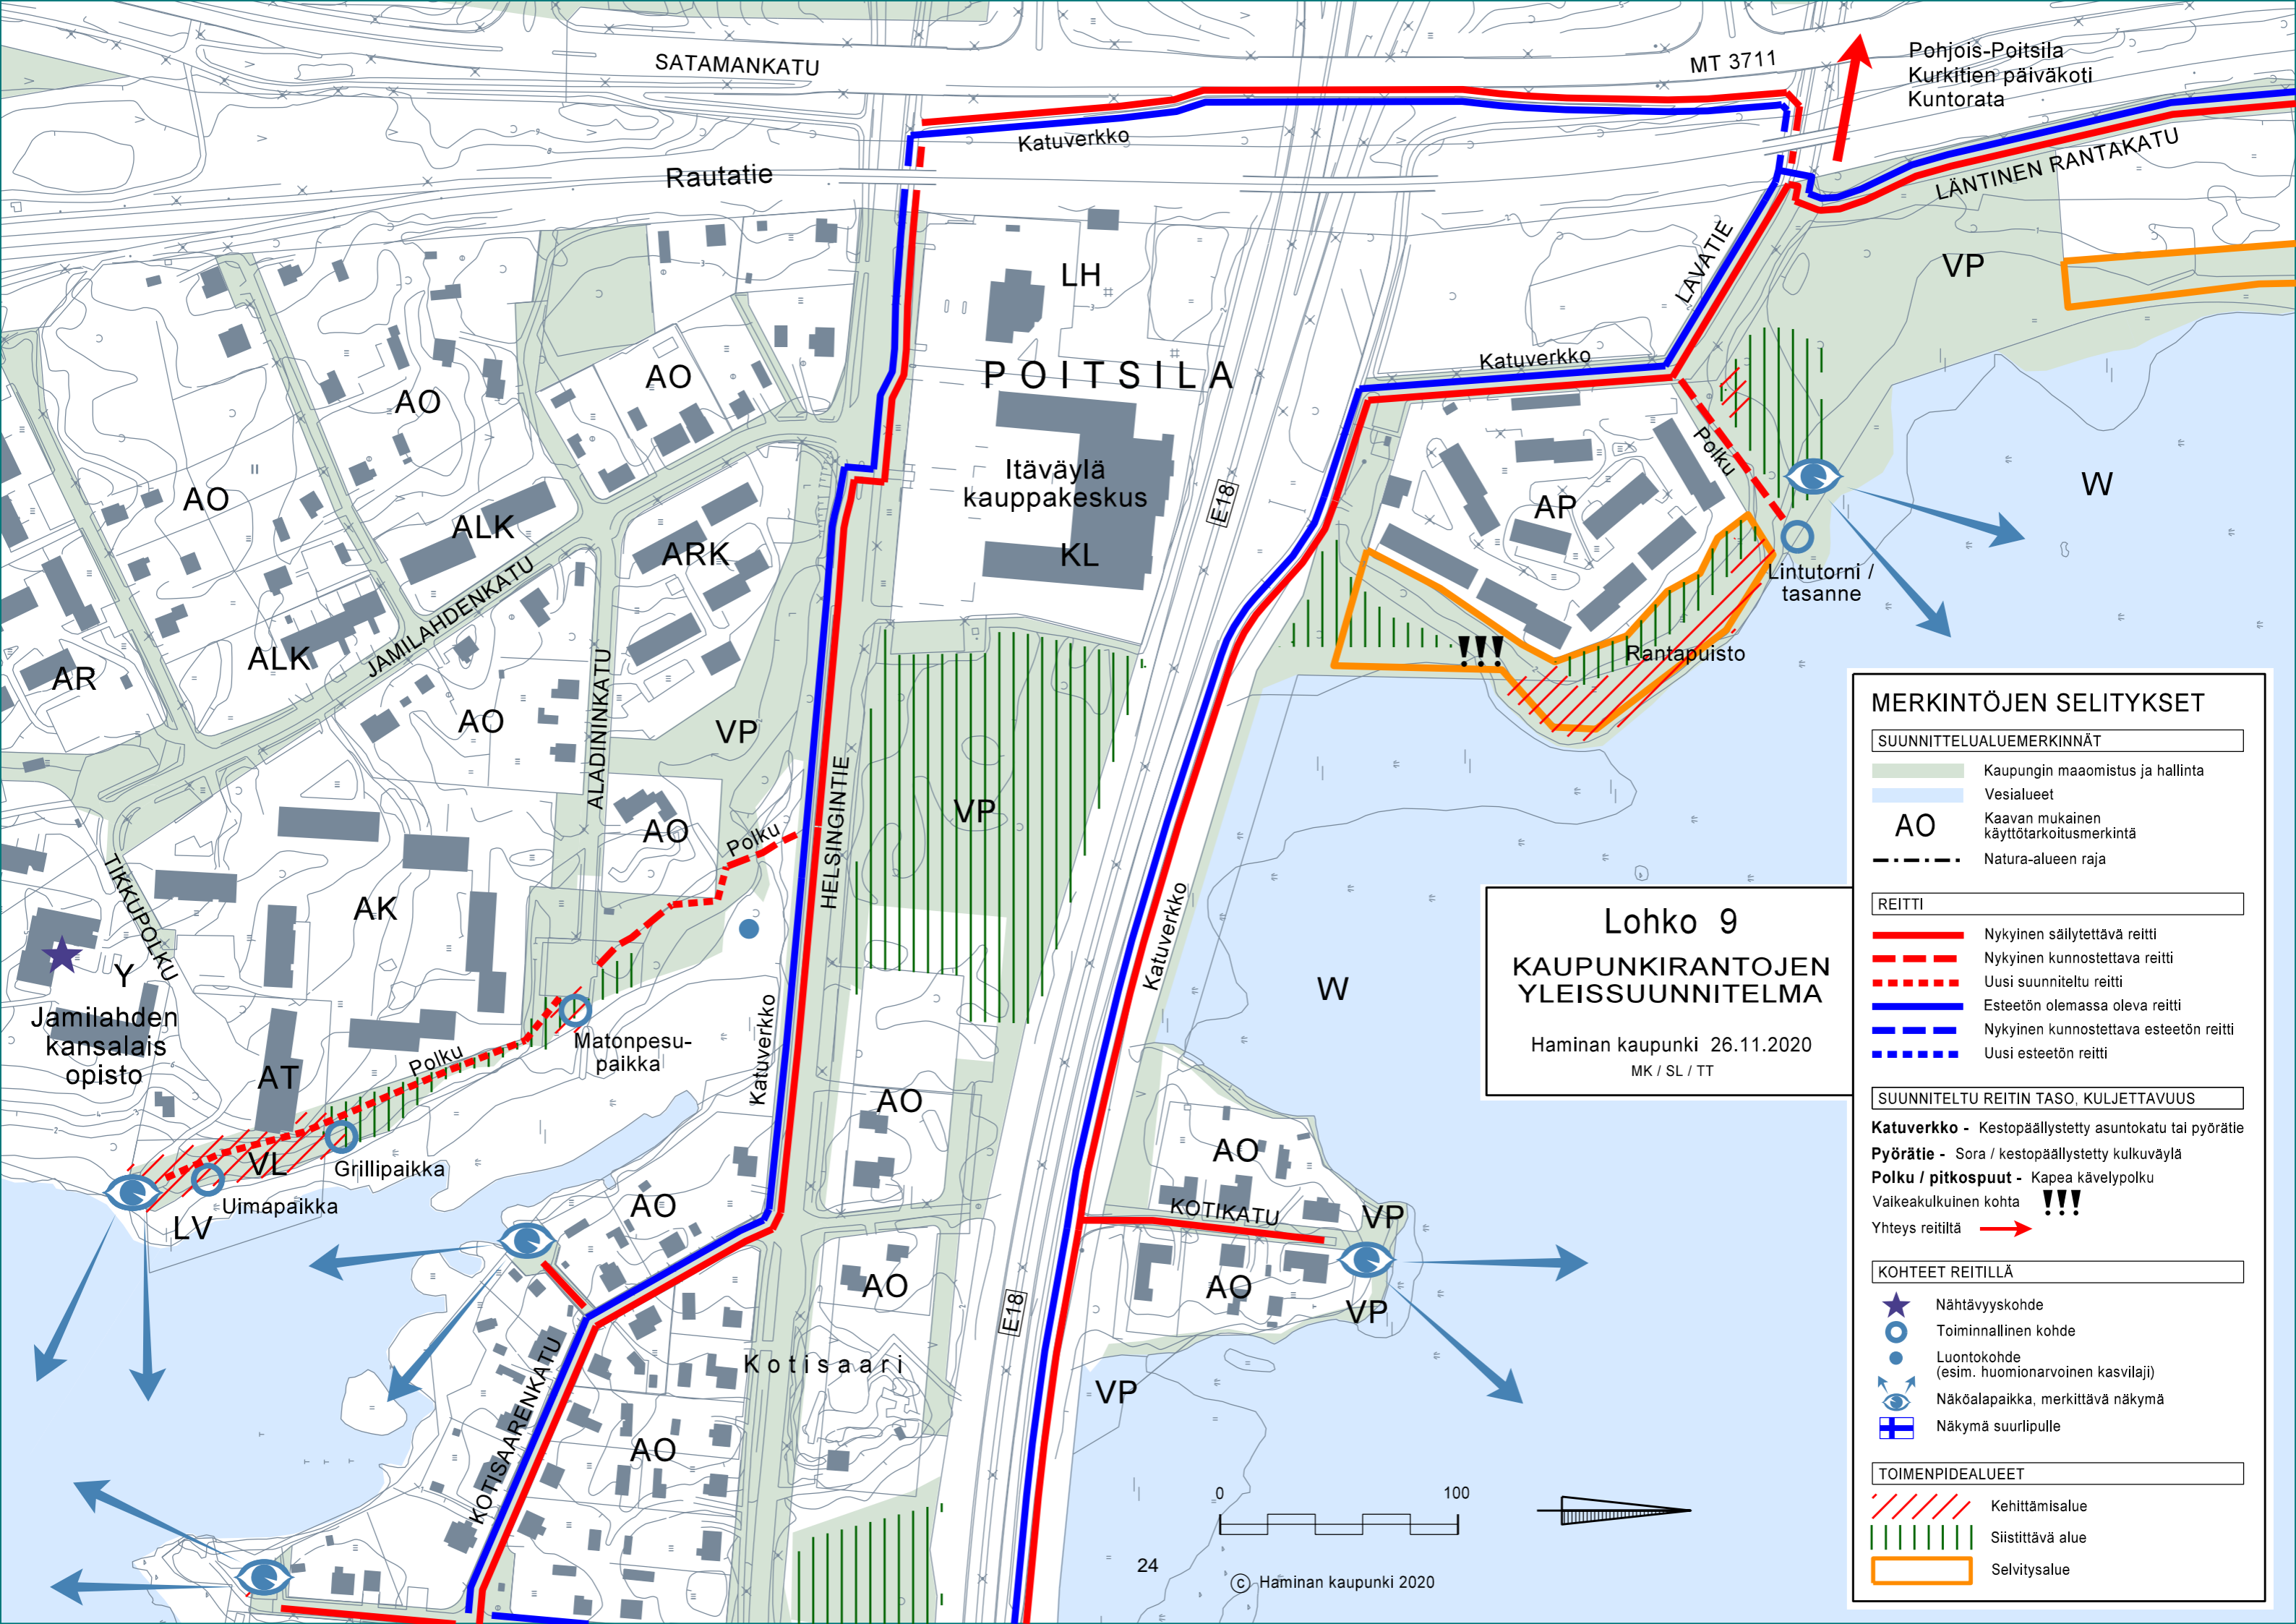 SATAMANKATU
MT 3711
Pohjois-Poitsila
Kurkitien päiväkoti
Kuntorata
Katuverkko
Rautatie
LÄNTINEN RANTAKATU
LAVATIE
VP
LH
POITSILA
Katuverkko
AO
AO
AO
Itäväylä
kauppakeskus
KL
E18
Polku
W
AP
ALK
ARK
Lintutorni /
tasanne
JAMILAHDENKATU
ALK
AR
AO
ALADININKATU
VP
!!!
Rantapuisto
HELSINGINTIE
VP
AO
Polku
TIKKUPOLKU
AK
Y
Jamilahden
kansalais
opisto
AT
Polku
Matonpesu-
paikka
Katuverkko
Katuverkko
W
VL
Grillipaikka
Uimapaikka
LV
AO
AO
AO
KOTIKATU
VP
AO
AO
VP
E18
Kotisaari
KOTISAARENKATU
AO
VP
Lohko 9
KAUPUNKIRANTOJEN
YLEISSUUNNITELMA
Haminan kaupunki 26.11.2020
MK / SL / TT
MERKINTÖJEN SELITYKSET
SUUNNITTELUALUEMERKINNÄT
Kaupungin maaomistus ja hallinta
Vesialueet
AO Kaavan mukainen
käyttötarkoitusmerkintä
Natura-alueen raja
REITTI
Nykyinen säilytettävä reitti
Nykyinen kunnostettava reitti
Uusi suunniteltu reitti
Esteetön olemassa oleva reitti
Nykyinen kunnostettava esteetön reitti
Uusi esteetön reitti
SUUNNITELTU REITIN TASO, KULJETTAVUUS
Katuverkko - Kestopäällystetty asuntokatu tai pyörätie
Pyörätie - Sora / kestopäällystetty kulkuväylä
Polku / pitkospuut - Kapea kävelypolku
Vaikeakulkuinen kohta !!!
Yhteys reitiltä
KOHTEET REITILLÄ
Nähtävyyskohde
Toiminnallinen kohde
Luontokohde
(esim. huomionarvoinen kasvilaji)
Näköalapaikka, merkittävä näkymä
Näkymä suurlipulle
TOIMENPIDEALUEET
Kehittämisalue
Siistittävä alue
Selvitysalue
0 100
24
© Haminan kaupunki 2020